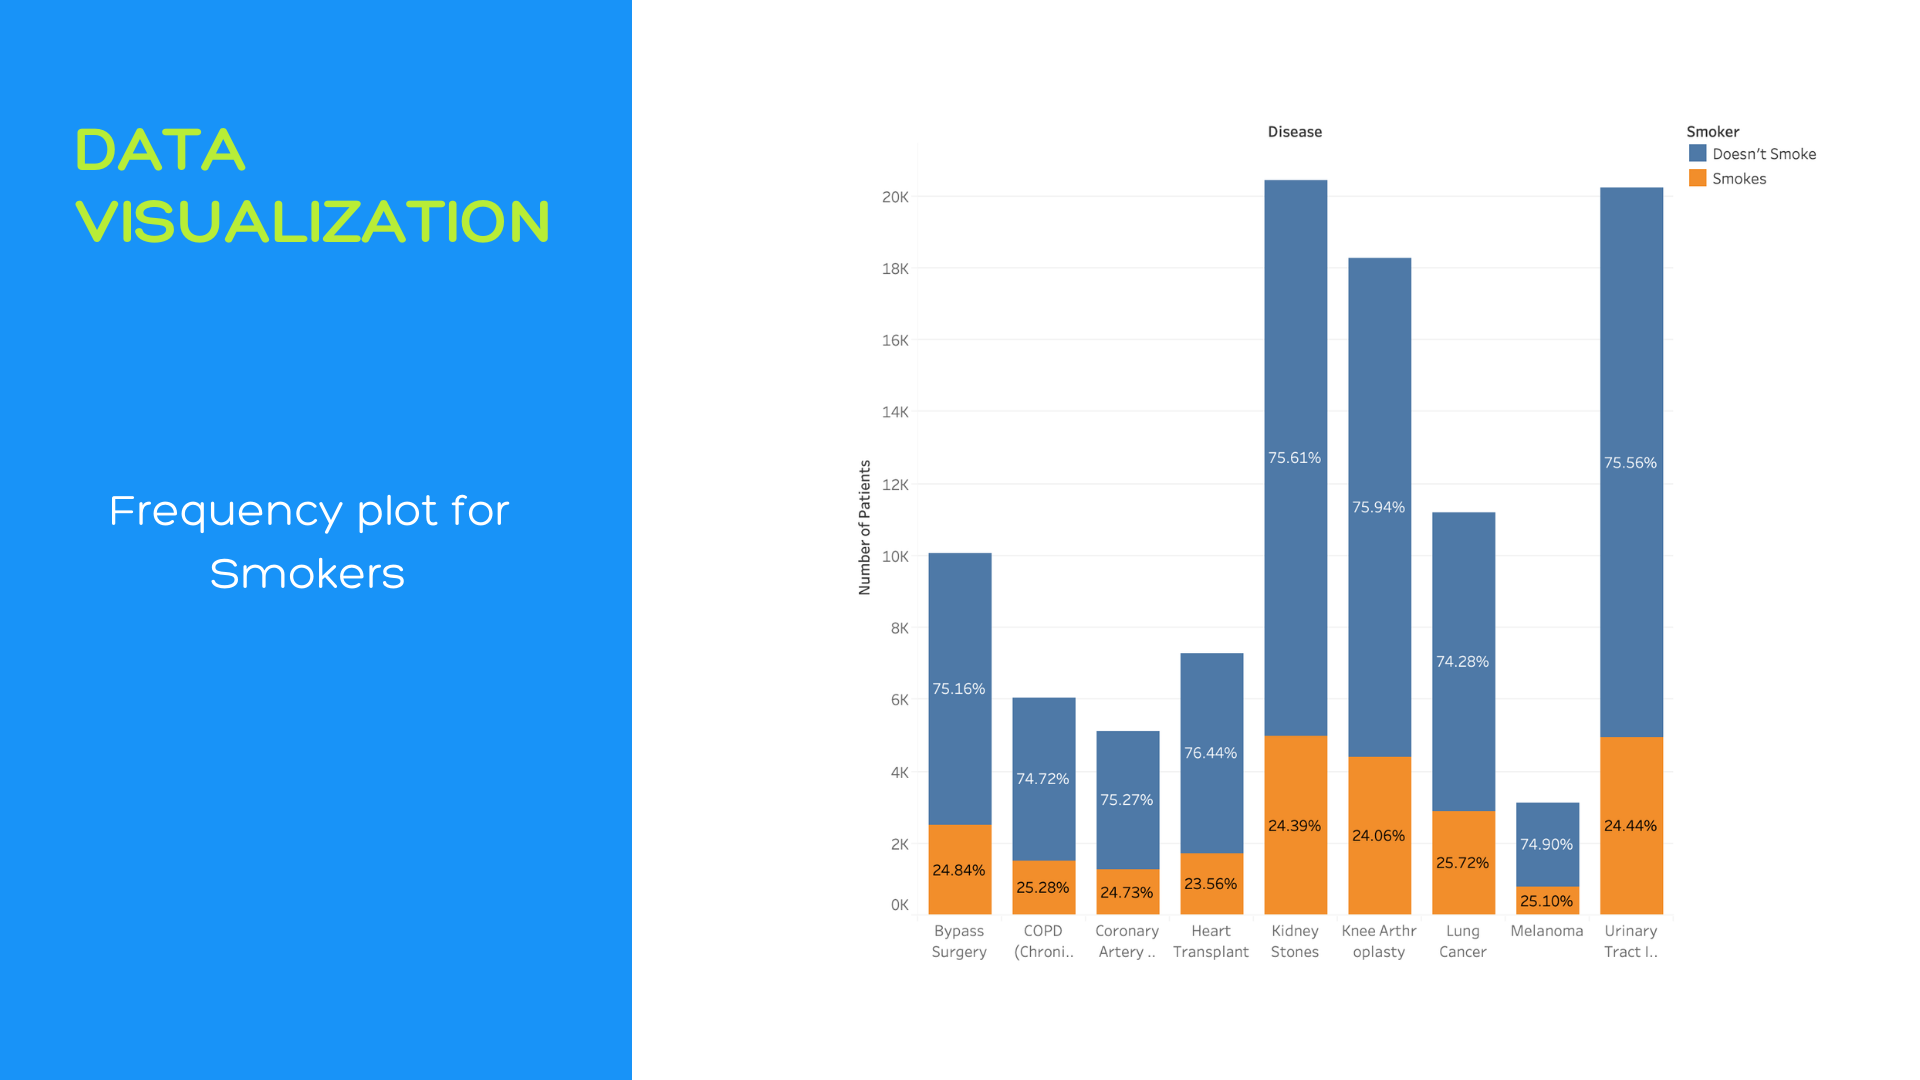 DATA
VISUALIZATION
Frequency plot for
Smokers
Disease
Smoker
Doesn't Smoke
Smokes
Number of Patients
20K
18K
16K
14K
12K
10K
8K
6K
4K
2K
0K
75.16%
24.84%
74.72%
25.28%
75.27%
24.73%
76.44%
23.56%
75.61%
24.39%
75.94%
24.06%
74.28%
25.72%
74.90%
25.10%
75.56%
24.44%
Bypass
Surgery
COPD
(Chroni..
Coronary
Artery ..
Heart
Transplant
Kidney
Stones
Knee Arthr
oplasty
Lung
Cancer
Melanoma
Urinary
Tract I..